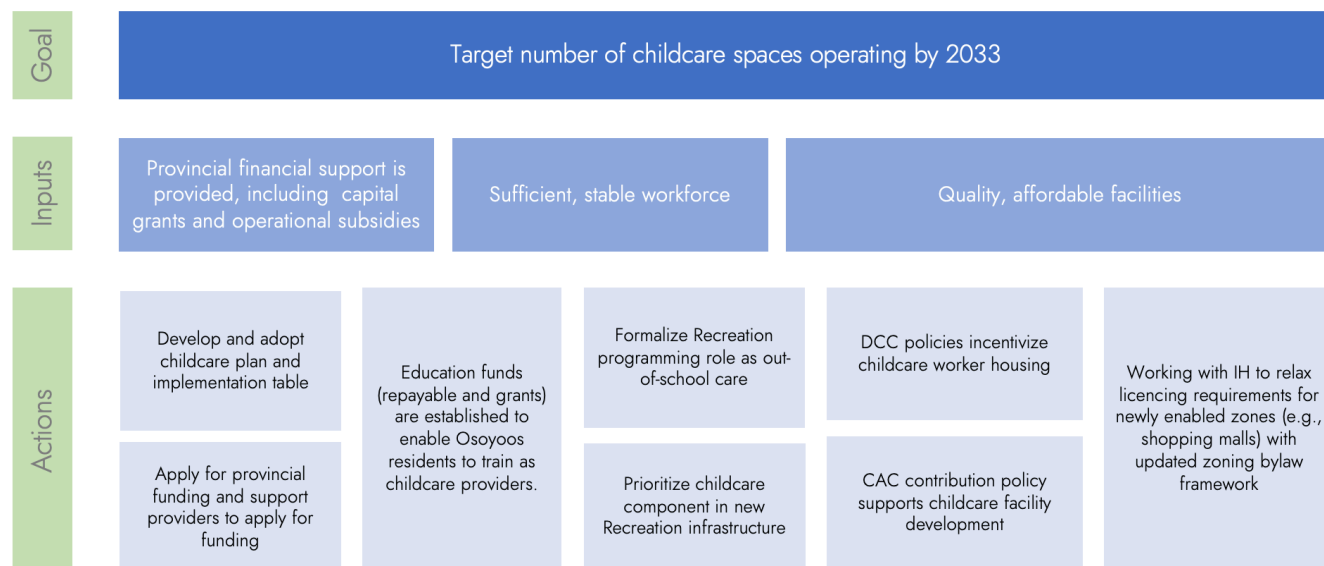 Goal
Target number of childcare spaces operating by 2033
Inputs
Provincial financial support is
provided, including  capital
grants and operational subsidies
Sufficient, stable workforce
Quality, affordable facilities
Actions
Develop and adopt
childcare plan and
implementation table
Apply for provincial
funding and support
providers to apply for
funding
Education funds
(repayable and grants)
are established to
enable Osoyoos
residents to train as
childcare providers.
Formalize Recreation
programming role as out-
of-school care
Prioritize childcare
component in new
Recreation infrastructure
DCC policies incentivize
childcare worker housing
CAC contribution policy
supports childcare facility
development
Working with IH to relax
licencing requirements for
newly enabled zones (e.g.,
shopping malls) with
updated zoning bylaw
framework